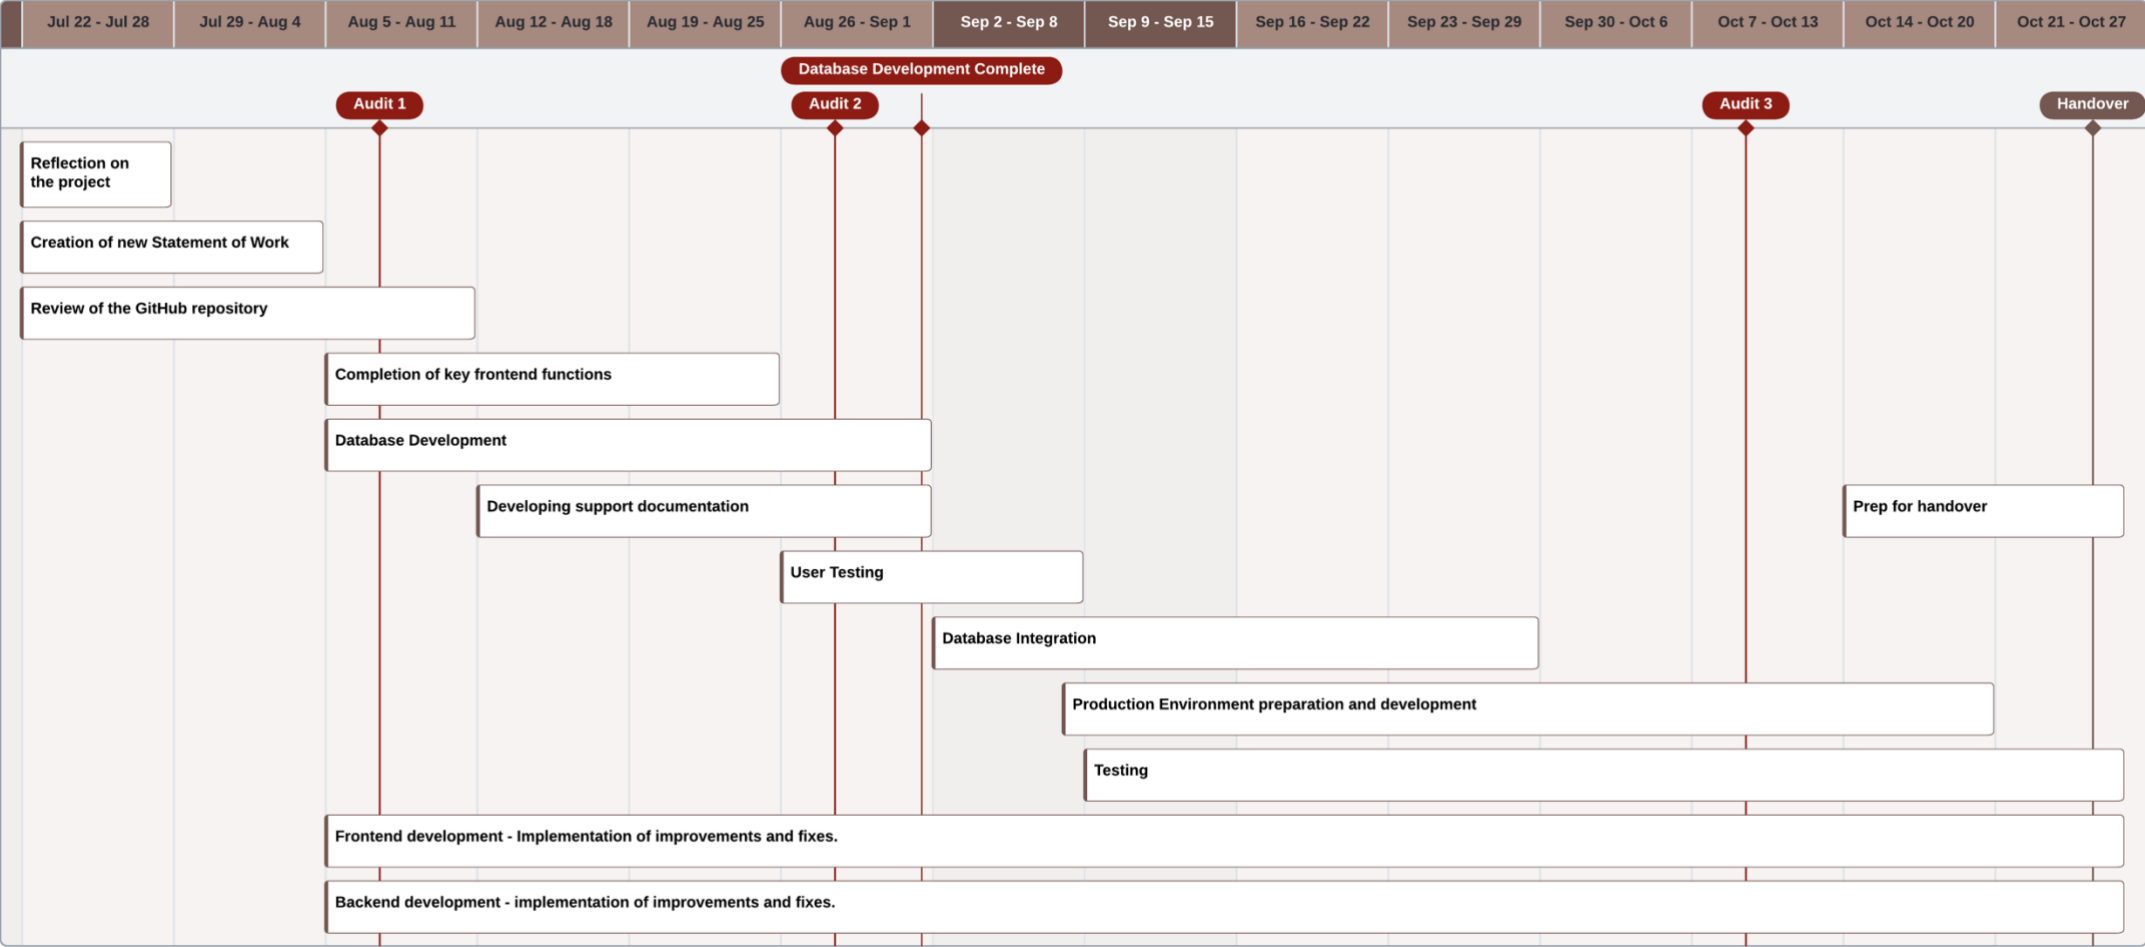 Jul 22 - Jul 28
Jul 29 - Aug 4
Aug 5 - Aug 11
Aug 12 - Aug 18
Aug 19 - Aug 25
Aug 26 - Sep 1
Sep 2 - Sep 8
Sep 9 - Sep 15
Sep 16 - Sep 22
Sep 23 - Sep 29
Sep 30 - Oct 6
Oct 7 - Oct 13
Oct 14 - Oct 20
Oct 21 - Oct 27
Database Development Complete
Audit 1
Audit 2
Audit 3
Handover
Reflection on
the project
Creation of new Statement of Work
Review of the GitHub repository
Completion of key frontend functions
Database Development
Developing support documentation
Prep for handover
User Testing
Database Integration
Production Environment preparation and development
Testing
Frontend development - Implementation of improvements and fixes.
Backend development - implementation of improvements and fixes.